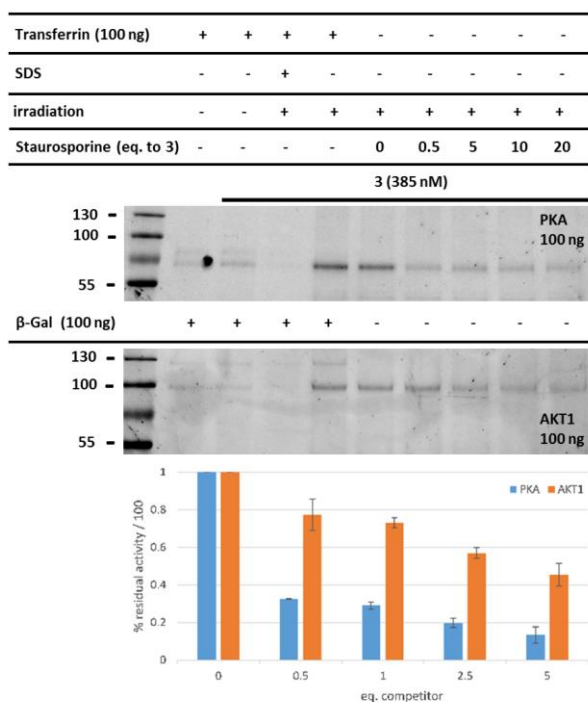 Transferrin (100 ng) + + + + - - - - -
SDS - - + - - - - - -
irradiation - - + + + + + + +
Staurosporine (eq. to 3) - - - - 0 0.5 5 10 20
3 (385 nM)
130 -
100 -
55 -
PKA
100 ng
β-Gal (100 ng) + + + + - - - - -
130 -
100 -
55 -
AKT1
100 ng
% residual activity / 100
1
0.8
0.6
0.4
0.2
0
PKA AKT1
0 0.5 1 2.5 5
eq. competitor